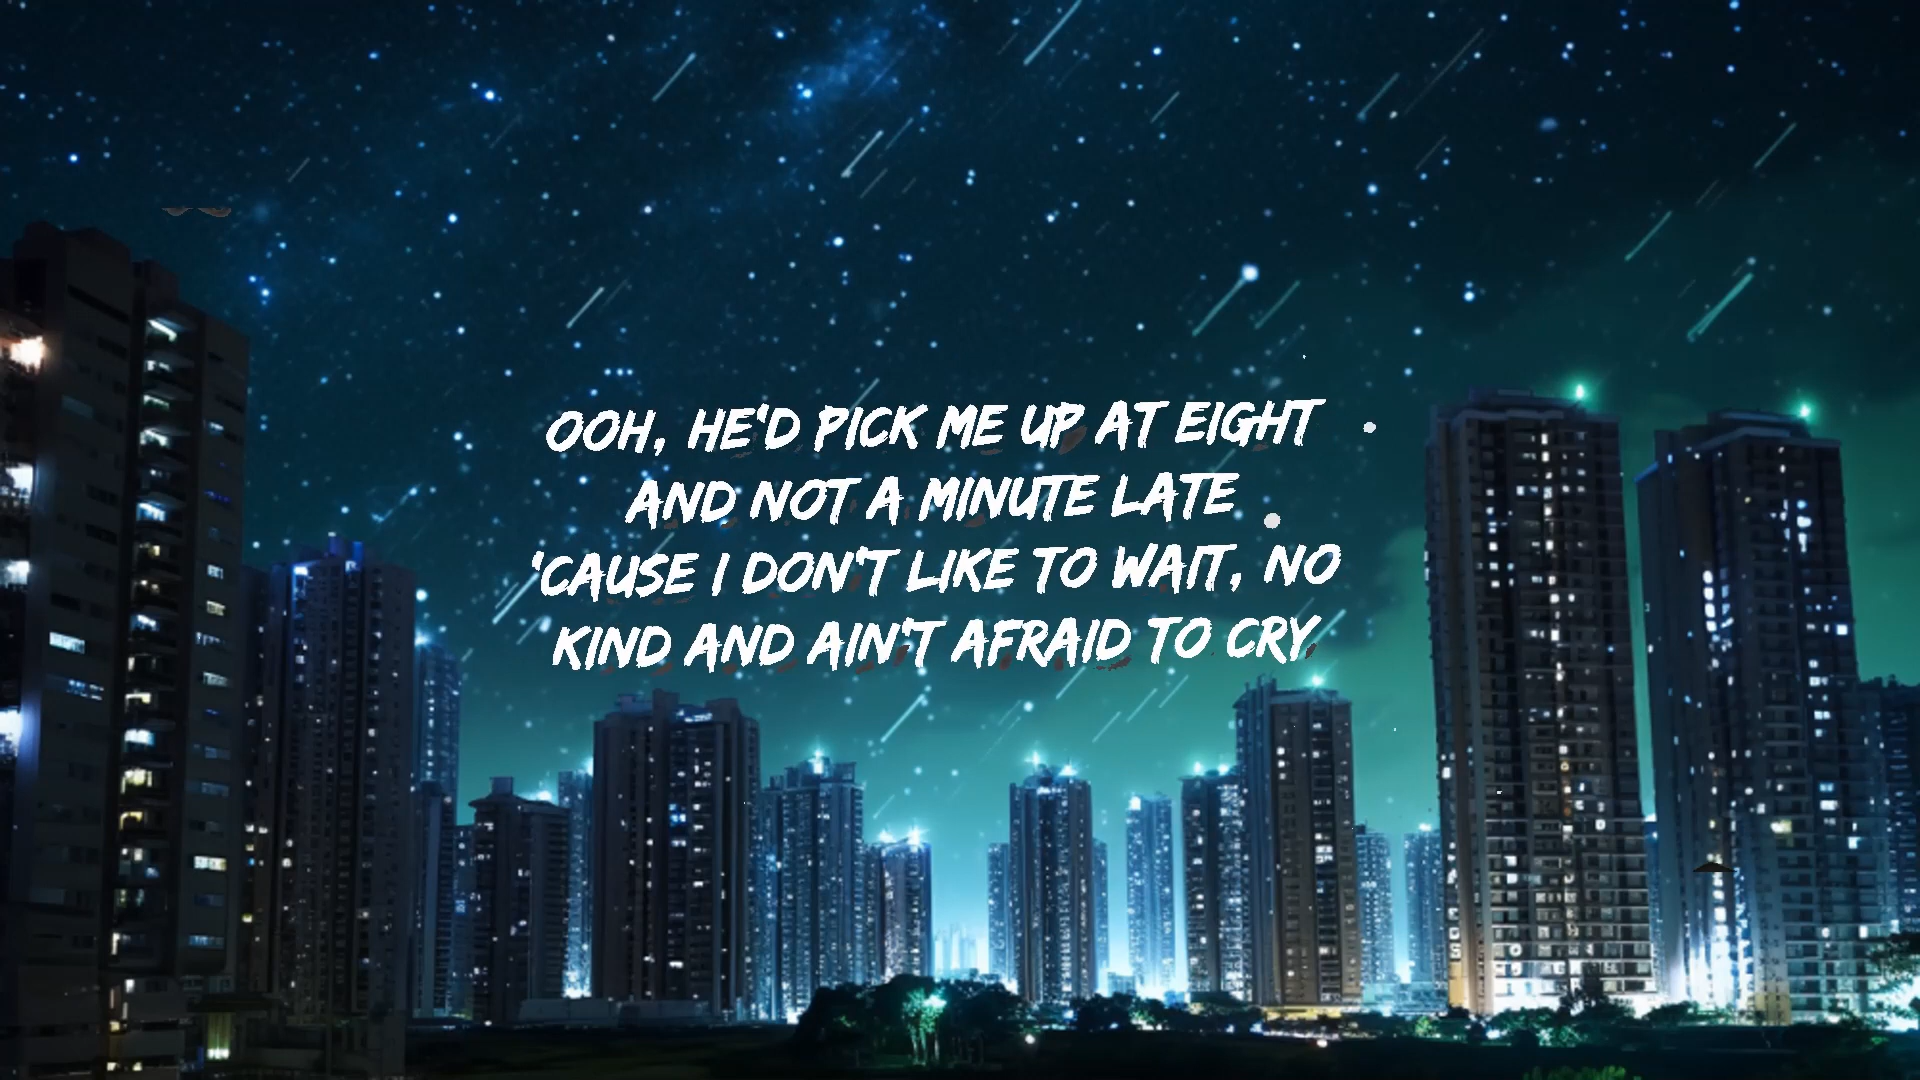 OOH, HE'D PICK ME UP AT EIGHT
AND NOT A MINUTE LATE
'CAUSE I DON'T LIKE TO WAIT, NO
KIND AND AIN'T AFRAID TO CRY